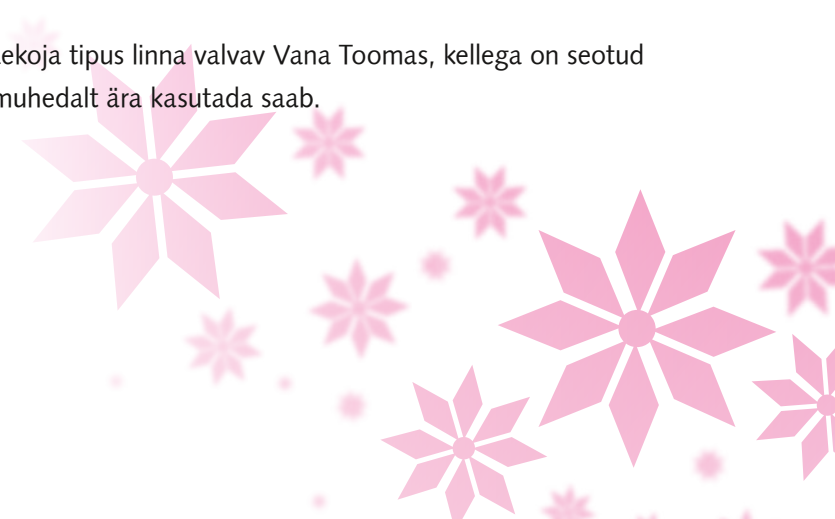 ekoja tipus linna valvav Vana Toomas, kellega on seotud
muhedalt ära kasutada saab.